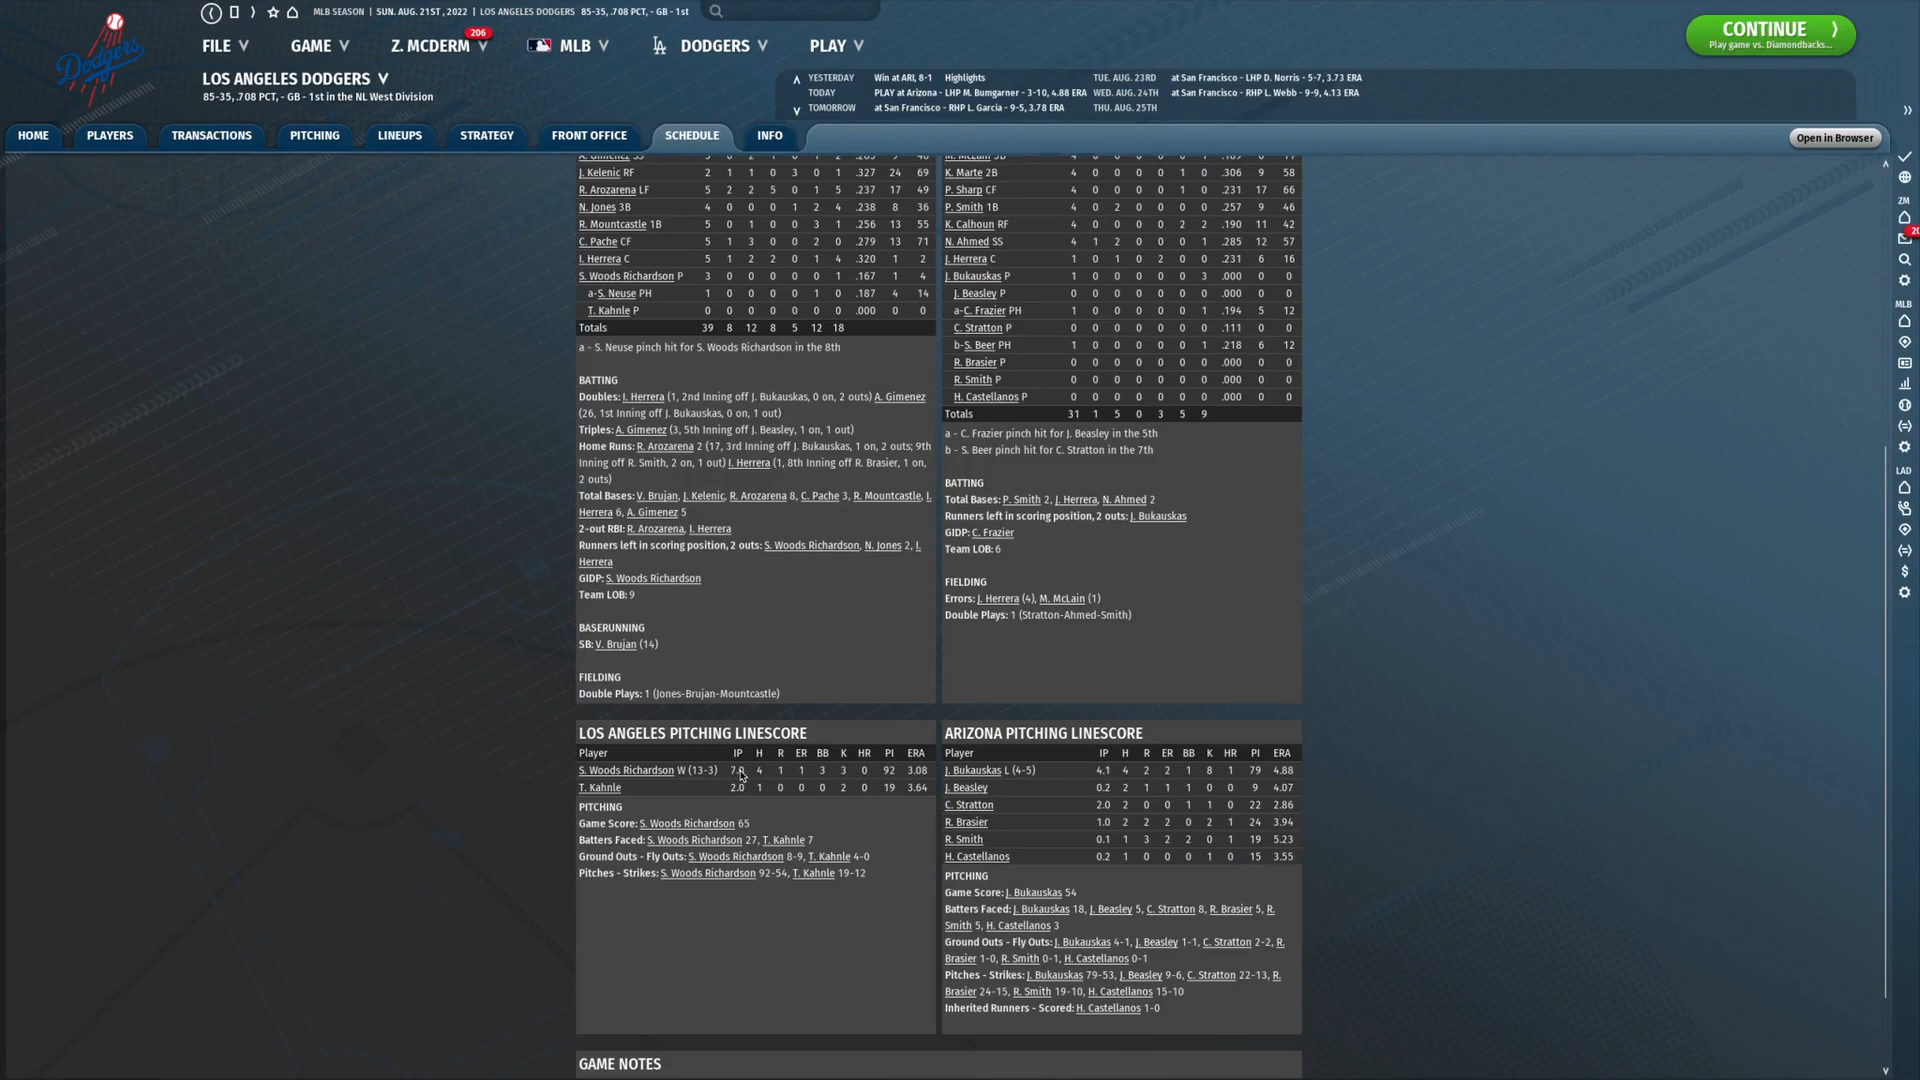 MLB SEASON | SUN. AUG. 21ST , 2022 | LOS ANGELES DODGERS 85-35, .708 PCT, - GB - 1st
FILE GAME Z. MCDERM 206 MLB DODGERS PLAY
CONTINUE
Play game vs. Diamondbacks...
Dodgers
LOS ANGELES DODGERS
85-35, .708 PCT, - GB - 1st in the NL West Division
YESTERDAY Win at ARI, 8-1 Highlights TUE. AUG. 23RD at San Francisco - LHP D. Norris - 5-7, 3.73 ERA
TODAY PLAY at Arizona - LHP M. Bumgarner - 3-10, 4.88 ERA WED. AUG. 24TH at San Francisco - RHP L. Webb - 9-9, 4.13 ERA
TOMORROW at San Francisco - RHP L. Garcia - 9-5, 3.78 ERA THU. AUG. 25TH
HOME PLAYERS TRANSACTIONS PITCHING LINEUPS STRATEGY FRONT OFFICE SCHEDULE INFO Open in Browser
J. Kelenic RF 2 1 1 0 3 0 1 .327 24 69
R. Arozarena LF 5 2 2 5 0 1 5 .237 17 49
N. Jones 3B 4 0 0 0 1 2 4 .238 8 36
R. Mountcastle 1B 5 0 1 0 0 3 1 .256 13 55
C. Pache CF 5 1 3 0 0 2 0 .279 13 71
I. Herrera C 5 1 2 2 0 1 4 .320 1 2
S. Woods Richardson P 3 0 0 0 0 0 1 .167 1 4
a-S. Neuse PH 1 0 0 0 0 1 0 .187 4 14
T. Kahnle P 0 0 0 0 0 0 0 .000 0 0
Totals 39 8 12 8 5 12 18
a - S. Neuse pinch hit for S. Woods Richardson in the 8th
BATTING
Doubles: I. Herrera (1, 2nd Inning off J. Bukauskas, 0 on, 2 outs) A. Gimenez
(26, 1st Inning off J. Bukauskas, 0 on, 1 out)
Triples: A. Gimenez (3, 5th Inning off J. Beasley, 1 on, 1 out)
Home Runs: R. Arozarena 2 (17, 3rd Inning off J. Bukauskas, 1 on, 2 outs; 9th
Inning off R. Smith, 2 on, 1 out) I. Herrera (1, 8th Inning off R. Brasier, 1 on,
2 outs)
Total Bases: V. Brujan, J. Kelenic, R. Arozarena 8, C. Pache 3, R. Mountcastle, I.
Herrera 6, A. Gimenez 5
2-out RBI: R. Arozarena, I. Herrera
Runners left in scoring position, 2 outs: S. Woods Richardson, N. Jones 2, I.
Herrera
GIDP: S. Woods Richardson
Team LOB: 9
BASERUNNING
SB: V. Brujan (14)
FIELDING
Double Plays: 1 (Jones-Brujan-Mountcastle)
K. Marte 2B 4 0 0 0 0 1 0 .306 9 58
P. Sharp CF 4 0 0 0 0 1 0 .231 17 66
P. Smith 1B 4 0 2 0 0 0 0 .257 9 46
K. Calhoun RF 4 0 0 0 0 2 2 .190 11 42
N. Ahmed SS 4 1 2 0 0 0 1 .285 12 57
J. Herrera C 1 0 1 0 2 0 0 .231 6 16
J. Bukauskas P 1 0 0 0 0 0 3 .000 0 0
J. Beasley P 0 0 0 0 0 0 0 .000 0 0
a-C. Frazier PH 1 0 0 0 0 0 1 .194 5 12
C. Stratton P 0 0 0 0 0 0 0 .111 0 0
b-S. Beer PH 1 0 0 0 0 0 1 .218 6 12
R. Brasier P 0 0 0 0 0 0 0 .000 0 0
R. Smith P 0 0 0 0 0 0 0 .000 0 0
H. Castellanos P 0 0 0 0 0 0 0 .000 0 0
Totals 31 1 5 0 3 5 9
a - C. Frazier pinch hit for J. Beasley in the 5th
b - S. Beer pinch hit for C. Stratton in the 7th
BATTING
Total Bases: P. Smith 2, J. Herrera, N. Ahmed 2
Runners left in scoring position, 2 outs: J. Bukauskas
GIDP: C. Frazier
Team LOB: 6
FIELDING
Errors: J. Herrera (4), M. McLain (1)
Double Plays: 1 (Stratton-Ahmed-Smith)
LOS ANGELES PITCHING LINESCORE
Player IP H R ER BB K HR PI ERA
S. Woods Richardson W (13-3) 7.0 4 1 1 3 3 0 92 3.08
T. Kahnle 2.0 1 0 0 0 2 0 19 3.64
PITCHING
Game Score: S. Woods Richardson 65
Batters Faced: S. Woods Richardson 27, T. Kahnle 7
Ground Outs - Fly Outs: S. Woods Richardson 8-9, T. Kahnle 4-0
Pitches - Strikes: S. Woods Richardson 92-54, T. Kahnle 19-12
ARIZONA PITCHING LINESCORE
Player IP H R ER BB K HR PI ERA
J. Bukauskas L (4-5) 4.1 4 2 2 1 8 1 79 4.88
J. Beasley 0.2 2 1 1 1 0 0 9 4.07
C. Stratton 2.0 2 0 0 1 1 0 22 2.86
R. Brasier 1.0 2 2 2 0 2 1 24 3.94
R. Smith 0.1 1 3 2 2 0 1 19 5.23
H. Castellanos 0.2 1 0 0 0 1 0 15 3.55
PITCHING
Game Score: J. Bukauskas 54
Batters Faced: J. Bukauskas 18, J. Beasley 5, C. Stratton 8, R. Brasier 5, R.
Smith 5, H. Castellanos 3
Ground Outs - Fly Outs: J. Bukauskas 4-1, J. Beasley 1-1, C. Stratton 2-2, R.
Brasier 1-0, R. Smith 0-1, H. Castellanos 0-1
Pitches - Strikes: J. Bukauskas 79-53, J. Beasley 9-6, C. Stratton 22-13, R.
Brasier 24-15, R. Smith 19-10, H. Castellanos 15-10
Inherited Runners - Scored: H. Castellanos 1-0
GAME NOTES
ZM
20
MLB
LAD